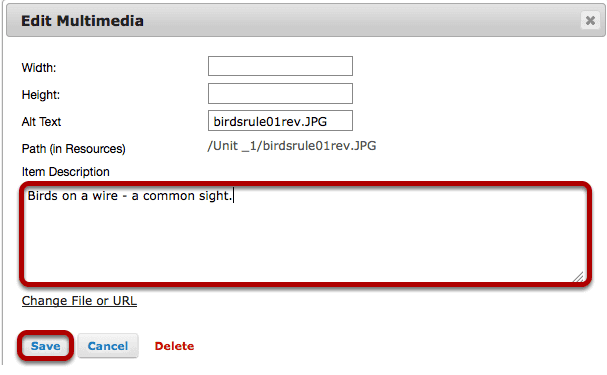 Edit Multimedia
Width:
Height:
Alt Text birdsrule01rev.JPG
Path (in Resources) /Unit _1/birdsrule01rev.JPG
Item Description
Birds on a wire - a common sight.
Change File or URL
Save Cancel Delete